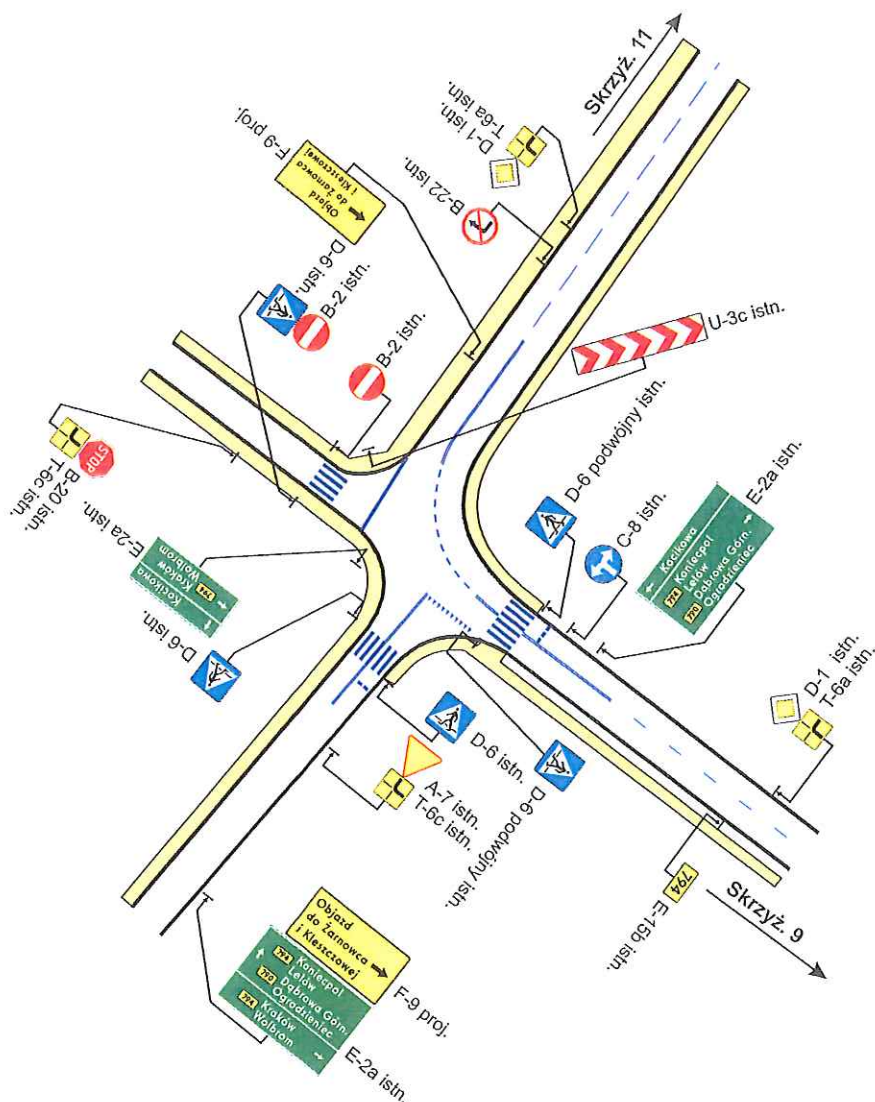 Skrzyż. 11
D-1 istn.
T-6a istn.
B-22 istn.
F-9 proj.
Objazd
do Żarnowca
i Kleszczowej
D-6 istn.
B-2 istn.
B-2 istn.
U-3c istn.
STOP
B-20 istn.
T-6c istn.
E-2a istn.
Kocikowa
794
Kraków
Wolbrom
D-6 istn.
D-6 podwójny istn.
C-8 istn.
E-2a istn.
Kocikowa
794
Koniecpol
Lelów
790
Dąbrowa Górn.
Ogrodzieniec
D-1 istn.
T-6a istn.
D-6 istn.
A-7 istn.
T-6c istn.
D-6 podwójny istn.
794
E-15b istn.
Skrzyż. 9
Objazd
do Żarnowca
i Kleszczowej
F-9 proj.
794
Koniecpol
Lelów
790
Dąbrowa Górn.
Ogrodzieniec
794
Kraków
Wolbrom
E-2a istn.